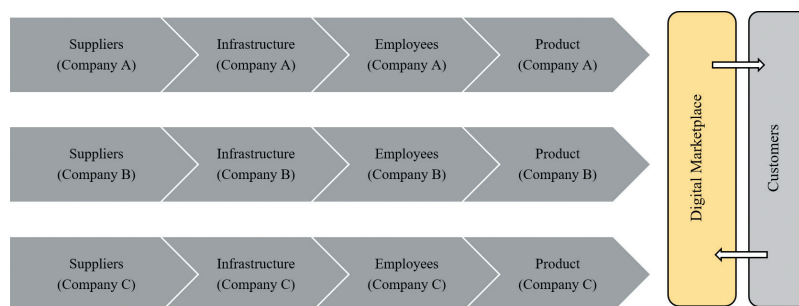 Suppliers
(Company A)
Infrastructure
(Company A)
Employees
(Company A)
Product
(Company A)
Suppliers
(Company B)
Infrastructure
(Company B)
Employees
(Company B)
Product
(Company B)
Suppliers
(Company C)
Infrastructure
(Company C)
Employees
(Company C)
Product
(Company C)
Digital Marketplace
Customers